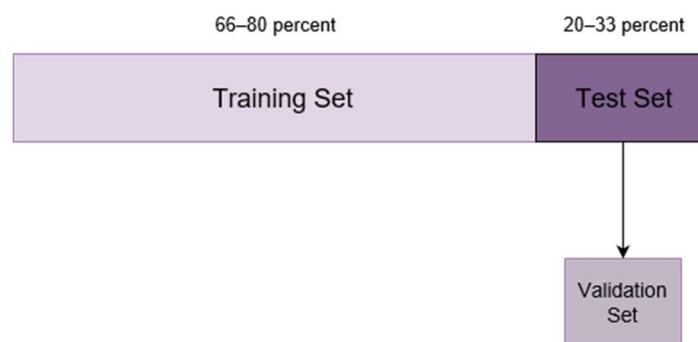 66–80 percent
20–33 percent
Training Set
Test Set
Validation
Set